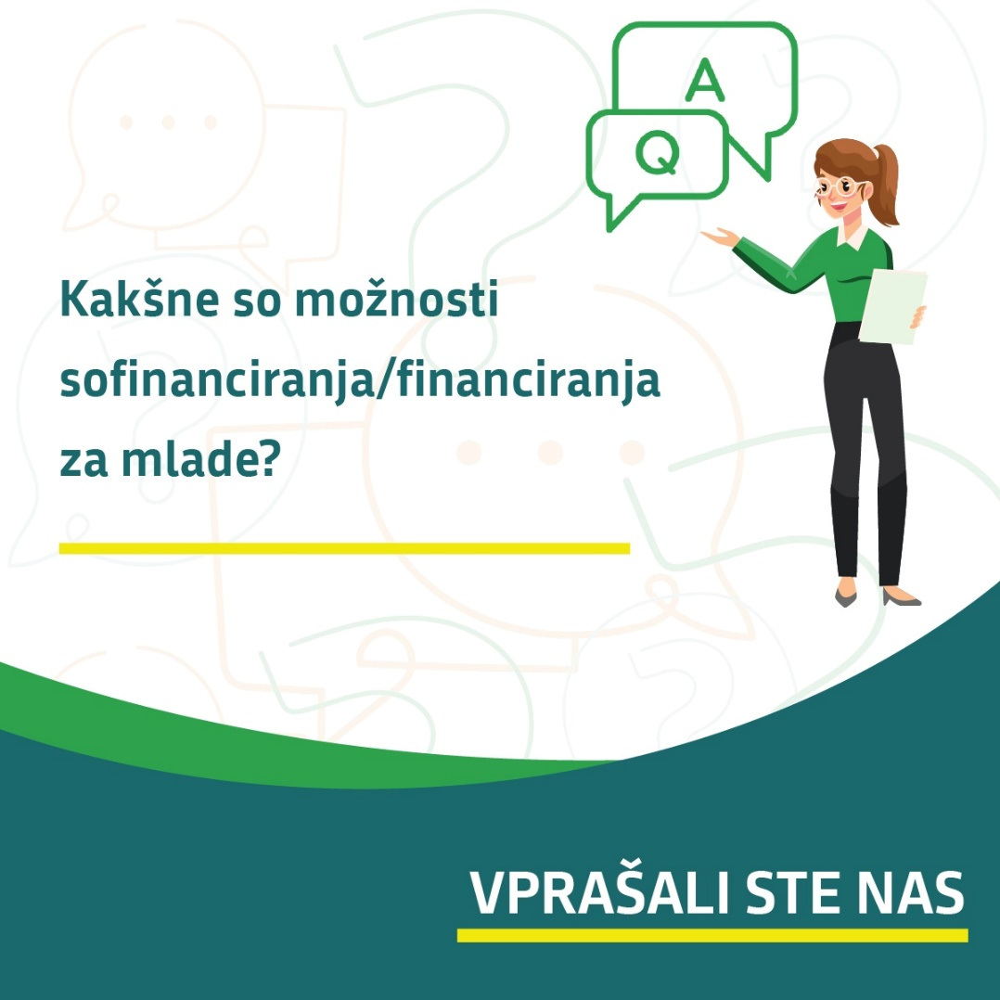 A
Q
Kakšne so možnosti
sofinanciranja/financiranja
za mlade?
VPRAŠALI STE NAS